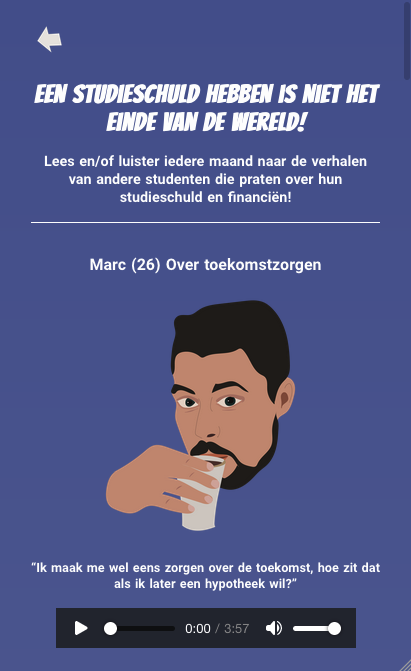 EEN STUDIESCHULD HEBBEN IS NIET HET
EINDE VAN DE WERELD!
Lees en/of luister iedere maand naar de verhalen
van andere studenten die praten over hun
studieschuld en financiën!
Marc (26) Over toekomstzorgen
“Ik maak me wel eens zorgen over de toekomst, hoe zit dat
als ik later een hypotheek wil?”
0:00 / 3:57